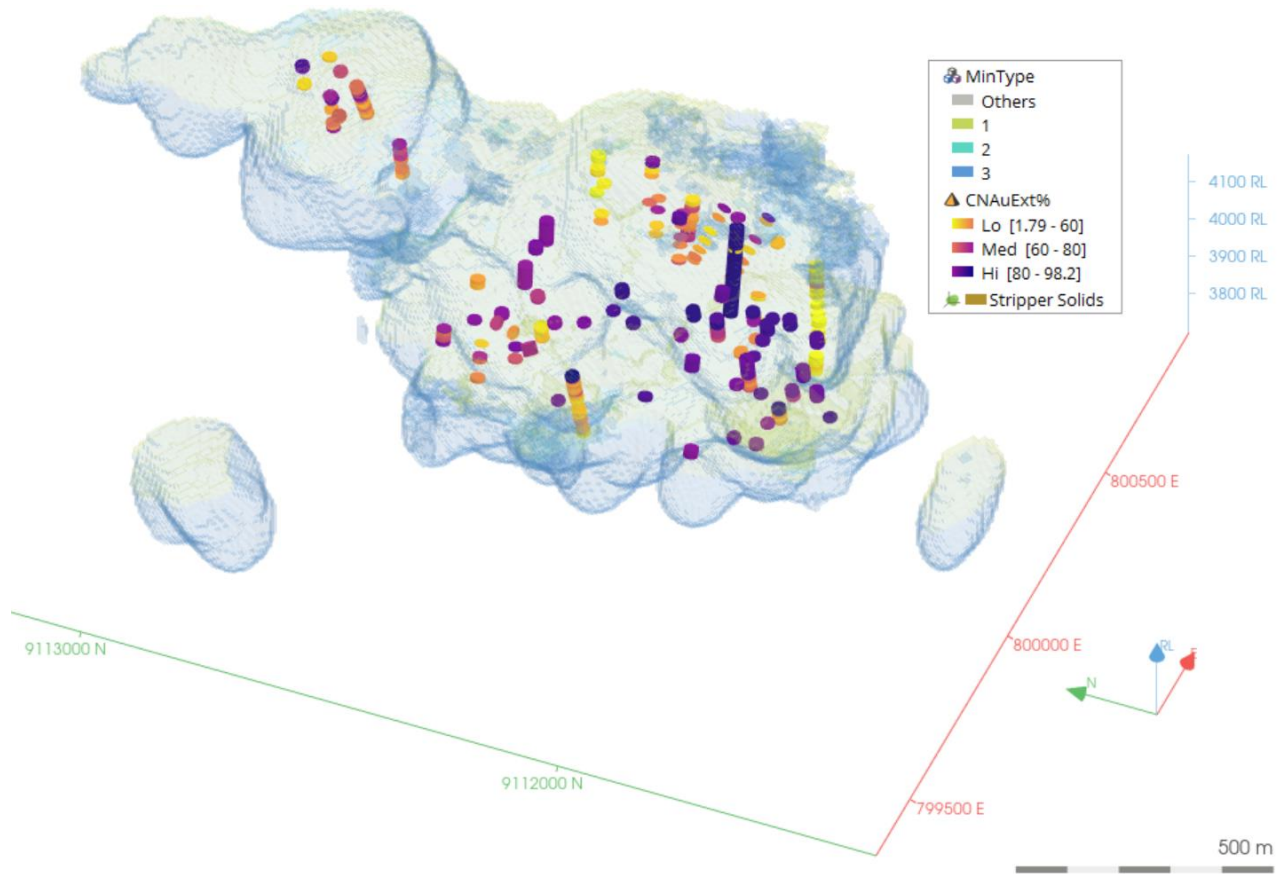 MinType
Others
1
2
3
CNAuExt%
Lo [1.79 - 60]
Med [60 - 80]
Hi [80 - 98.2]
Stripper Solids
4100 RL
4000 RL
3900 RL
3800 RL
800500 E
800000 E
799500 E
9113000 N
9112000 N
N
RL
E
500 m